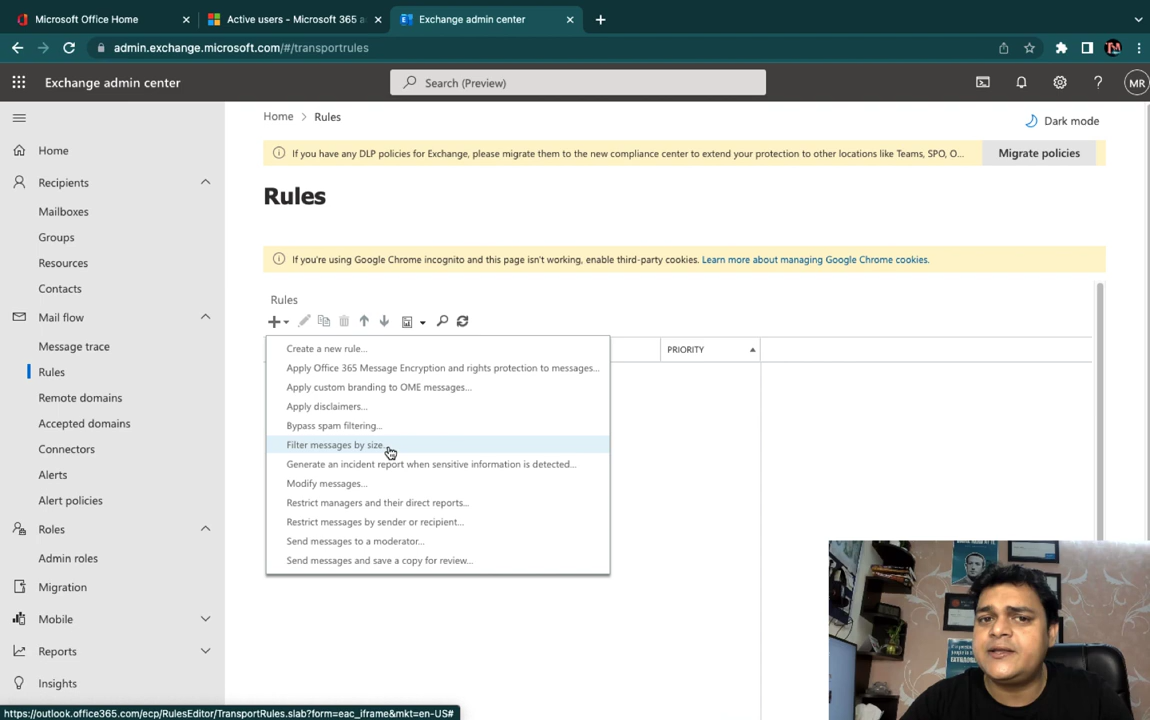 Microsoft Office Home
Active users - Microsoft 365 a
Exchange admin center
admin.exchange.microsoft.com/#/transportrules
Exchange admin center
Search (Preview)
MR
Home > Rules
Dark mode
If you have any DLP policies for Exchange, please migrate them to the new compliance center to extend your protection to other locations like Teams, SPO, O...
Migrate policies
Rules
If you're using Google Chrome incognito and this page isn't working, enable third-party cookies. Learn more about managing Google Chrome cookies.
Home
Recipients
Mailboxes
Groups
Resources
Contacts
Mail flow
Message trace
Rules
Remote domains
Accepted domains
Connectors
Alerts
Alert policies
Roles
Admin roles
Migration
Mobile
Reports
Insights
Rules
PRIORITY
Create a new rule...
Apply Office 365 Message Encryption and rights protection to messages...
Apply custom branding to OME messages...
Apply disclaimers...
Bypass spam filtering...
Filter messages by size...
Generate an incident report when sensitive information is detected...
Modify messages...
Restrict managers and their direct reports...
Restrict messages by sender or recipient...
Send messages to a moderator...
Send messages and save a copy for review...
https://outlook.office365.com/ecp/RulesEditor/TransportRules.slab?form=eac_iframe&mkt=en-US#